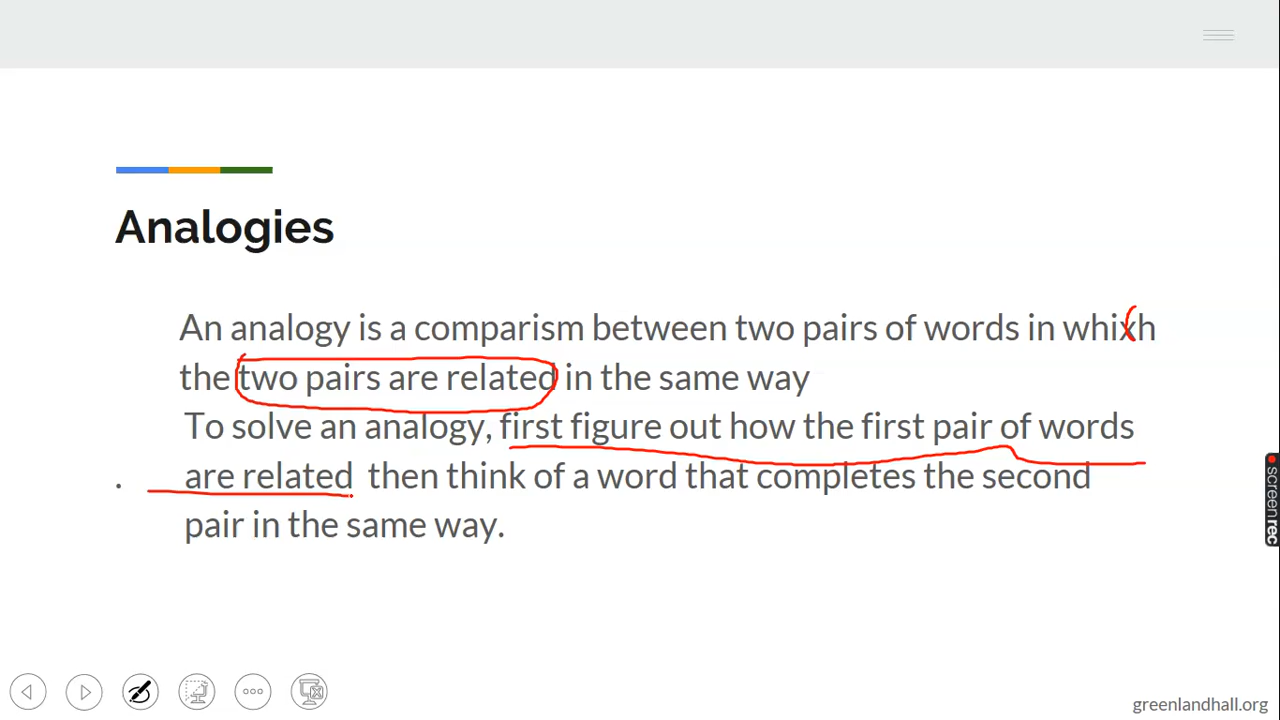 Analogies
An analogy is a comparism between two pairs of words in whixh
the two pairs are related in the same way
To solve an analogy, first figure out how the first pair of words
. are related then think of a word that completes the second
pair in the same way.
screenrec
greenlandhall.org